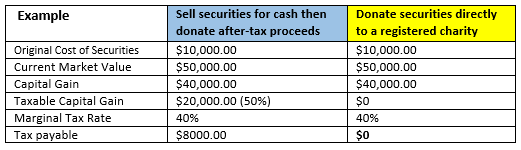 Example Sell securities for cash then donate after-tax proceeds Donate securities directly to a registered charity
Original Cost of Securities $10,000.00 $10,000.00
Current Market Value $50,000.00 $50,000.00
Capital Gain $40,000.00 $40,000.00
Taxable Capital Gain $20,000.00 (50%) $0
Marginal Tax Rate 40% 40%
Tax payable $8000.00 $0